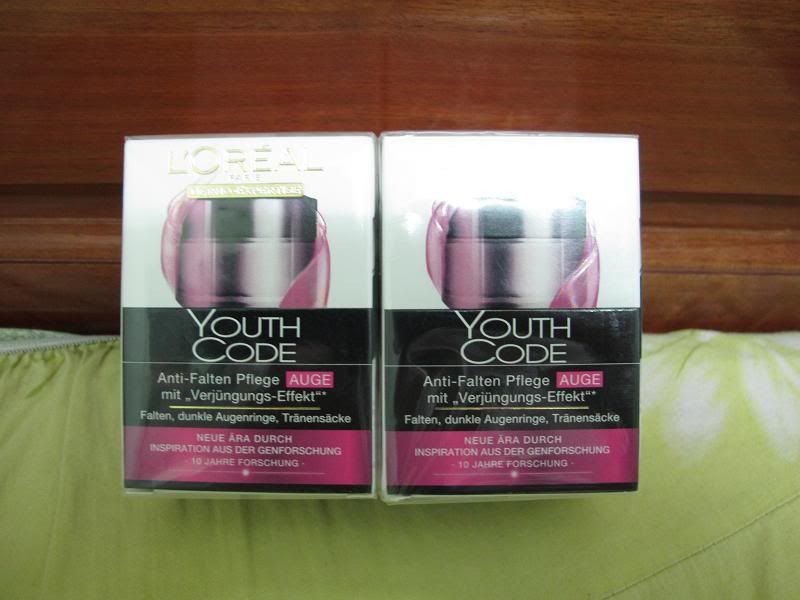 L'ORÉAL
PARIS
DERMO-EXPERTISE
YOUTH
CODE
Anti-Falten Pflege AUGE
mit „Verjüngungs-Effekt“*
Falten, dunkle Augenringe, Tränensäcke
NEUE ÄRA DURCH
INSPIRATION AUS DER GENFORSCHUNG
- 10 JAHRE FORSCHUNG -
YOUTH
CODE
Anti-Falten Pflege AUGE
mit „Verjüngungs-Effekt“*
Falten, dunkle Augenringe, Tränensäcke
NEUE ÄRA DURCH
INSPIRATION AUS DER GENFORSCHUNG
- 10 JAHRE FORSCHUNG -